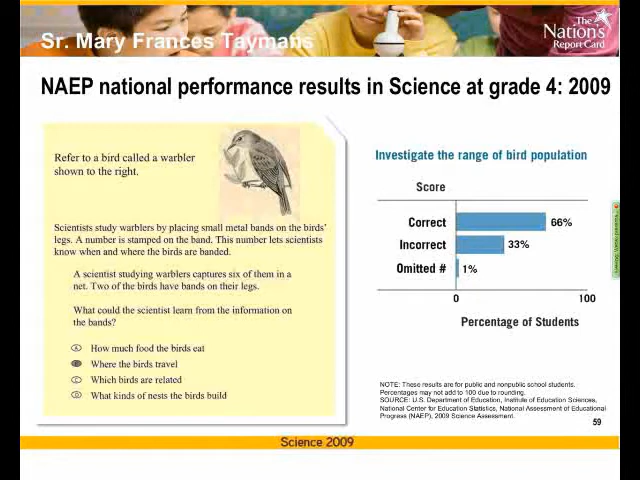 Sr. Mary Frances Taymans
The
Nation's
Report Card
NAEP national performance results in Science at grade 4: 2009
Refer to a bird called a warbler
shown to the right.
Scientists study warblers by placing small metal bands on the birds'
legs. A number is stamped on the band. This number lets scientists
know when and where the birds are banded.
A scientist studying warblers captures six of them in a
net. Two of the birds have bands on their legs.
What could the scientist learn from the information on
the bands?
A How much food the birds eat
B Where the birds travel
C Which birds are related
D What kinds of nests the birds build
Investigate the range of bird population
Score
Correct 66%
Incorrect 33%
Omitted # 1%
0 100
Percentage of Students
NOTE: These results are for public and nonpublic school students.
Percentages may not add to 100 due to rounding.
SOURCE: U.S. Department of Education, Institute of Education Sciences,
National Center for Education Statistics, National Assessment of Educational
Progress (NAEP), 2009 Science Assessment.
59
Science 2009